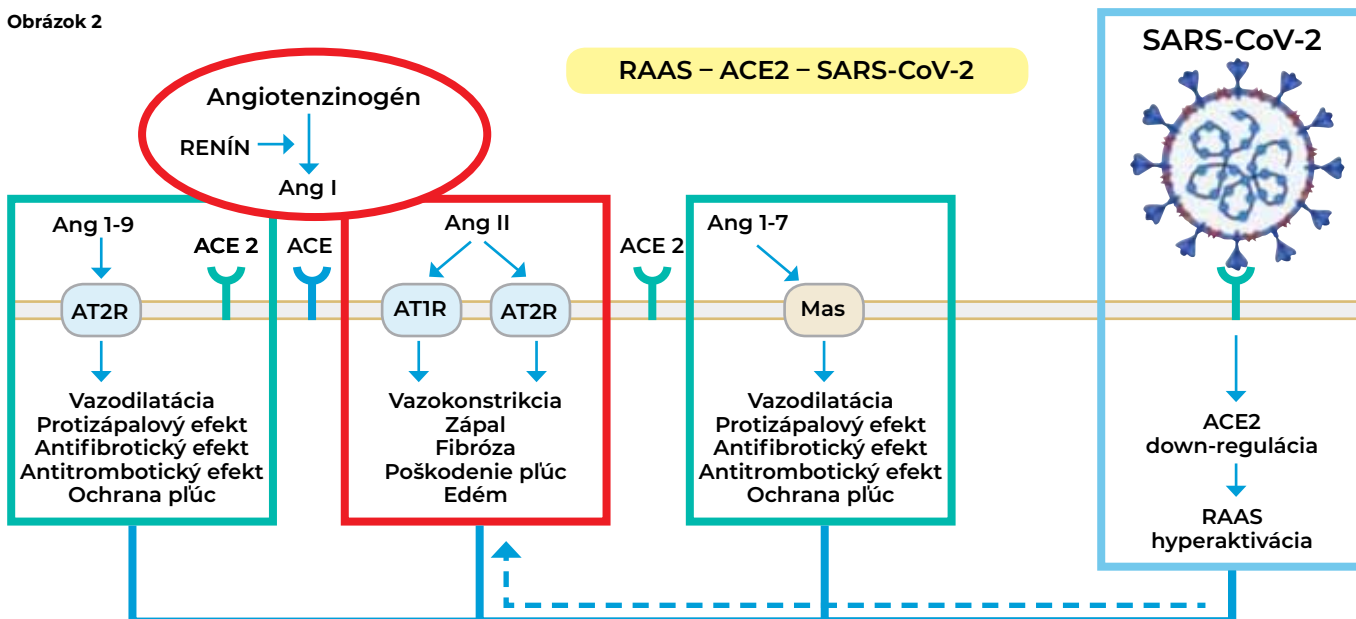 Obrázok 2
RAAS – ACE2 – SARS-CoV-2
SARS-CoV-2
Angiotenzinogén
RENÍN
Ang I
Ang 1-9
ACE 2
ACE
Ang II
ACE 2
Ang 1-7
AT2R
AT1R
AT2R
Mas
Vazodilatácia
Protizápalový efekt
Antifibrotický efekt
Antitrombotický efekt
Ochrana pľúc
Vazokonstrikcia
Zápal
Fibróza
Poškodenie pľúc
Edém
Vazodilatácia
Protizápalový efekt
Antifibrotický efekt
Antitrombotický efekt
Ochrana pľúc
ACE2
down-regulácia
RAAS
hyperaktivácia